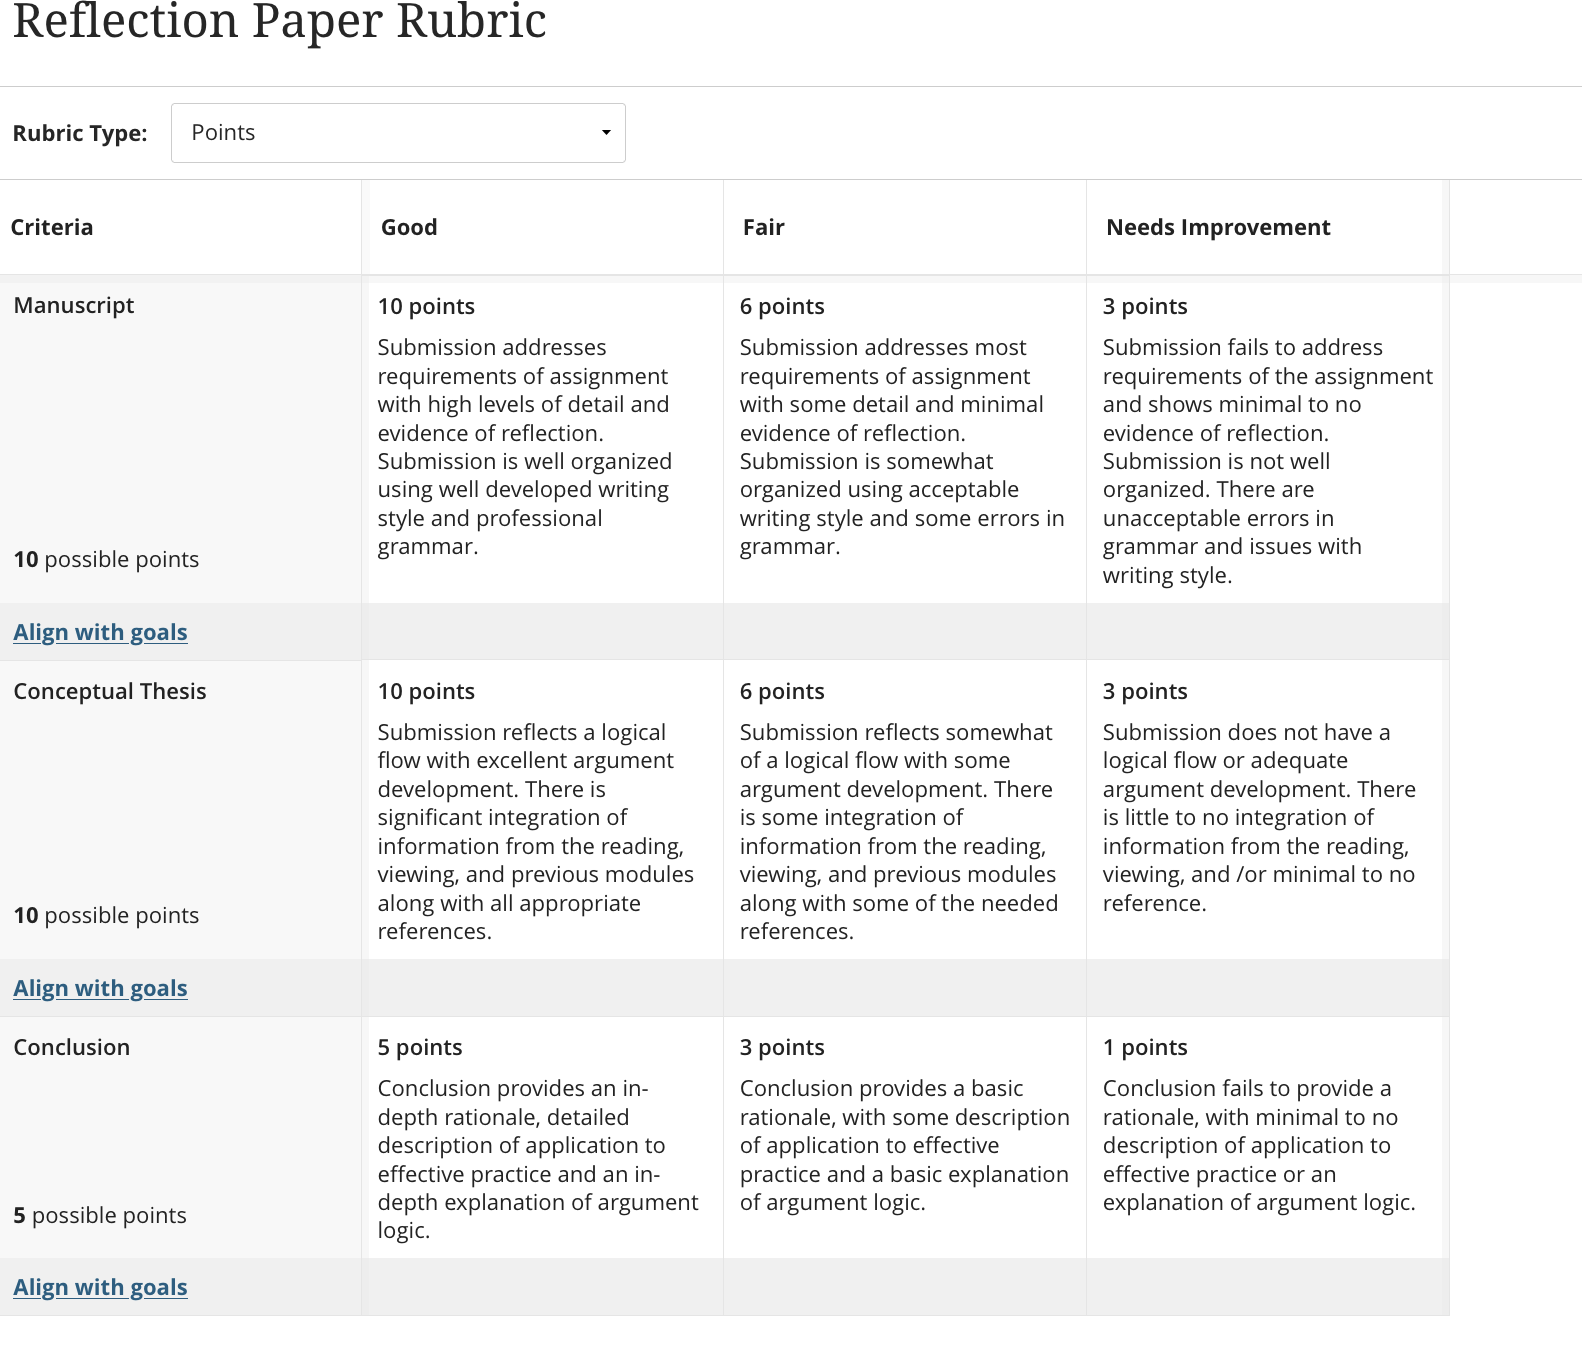 Reflection Paper Rubric
Rubric Type:
Points
Criteria
Good
Fair
Needs Improvement
Manuscript
10 possible points
10 points
Submission addresses
requirements of assignment
with high levels of detail and
evidence of reflection.
Submission is well organized
using well developed writing
style and professional
grammar.
6 points
Submission addresses most
requirements of assignment
with some detail and minimal
evidence of reflection.
Submission is somewhat
organized using acceptable
writing style and some errors in
grammar.
3 points
Submission fails to address
requirements of the assignment
and shows minimal to no
evidence of reflection.
Submission is not well
organized. There are
unacceptable errors in
grammar and issues with
writing style.
Align with goals
Conceptual Thesis
10 possible points
10 points
Submission reflects a logical
flow with excellent argument
development. There is
significant integration of
information from the reading,
viewing, and previous modules
along with all appropriate
references.
6 points
Submission reflects somewhat
of a logical flow with some
argument development. There
is some integration of
information from the reading,
viewing, and previous modules
along with some of the needed
references.
3 points
Submission does not have a
logical flow or adequate
argument development. There
is little to no integration of
information from the reading,
viewing, and /or minimal to no
reference.
Align with goals
Conclusion
5 possible points
5 points
Conclusion provides an in-
depth rationale, detailed
description of application to
effective practice and an in-
depth explanation of argument
logic.
3 points
Conclusion provides a basic
rationale, with some description
of application to effective
practice and a basic explanation
of argument logic.
1 points
Conclusion fails to provide a
rationale, with minimal to no
description of application to
effective practice or an
explanation of argument logic.
Align with goals